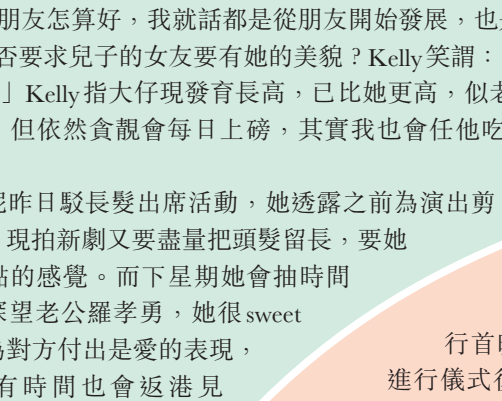 朋友怎算好，我就話都是從朋友開始發展，也
否要求兒子的女友要有她的美貌？Kelly笑謂：
」Kelly指大仔現發育長高，已比她更高，似老
但依然貪靚會每日上磅，其實我也會任他吃
昨日駁長髮出席活動，她透露之前為演出剪
現拍新劇又要盡量把頭髮留長，要她
點的感覺。而下星期她會抽時間
探望老公羅孝勇，她很sweet
為對方付出是愛的表現，
有時間也會返港見
行首
進行儀式